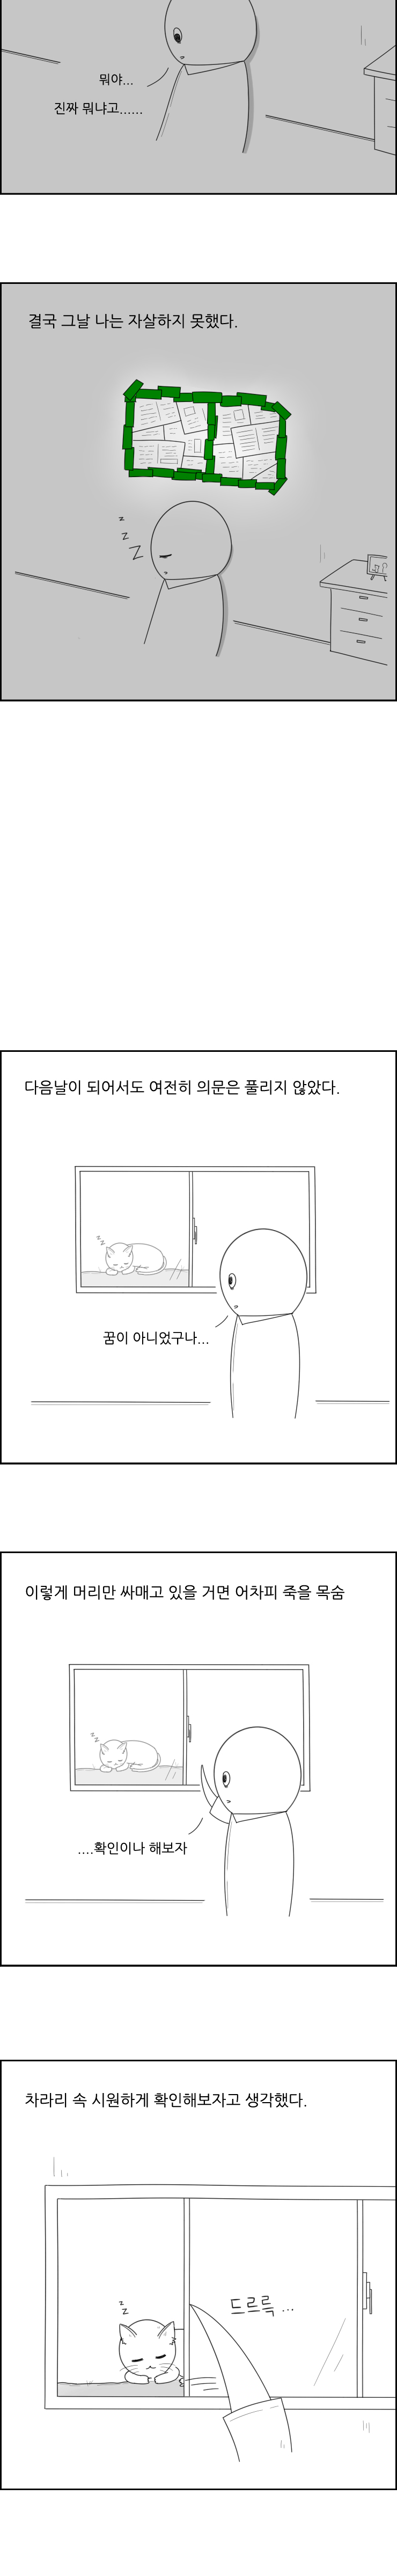 뭐야...
진짜 뭐냐고......
결국 그날 나는 자살하지 못했다.
z
z
Z
다음날이 되어서도 여전히 의문은 풀리지 않았다.
z
z
z
꿈이 아니었구나...
이렇게 머리만 싸매고 있을 거면 어차피 죽을 목숨
z
z
z
....확인이나 해보자
차라리 속 시원하게 확인해보자고 생각했다.
드르륵 ...
z
z